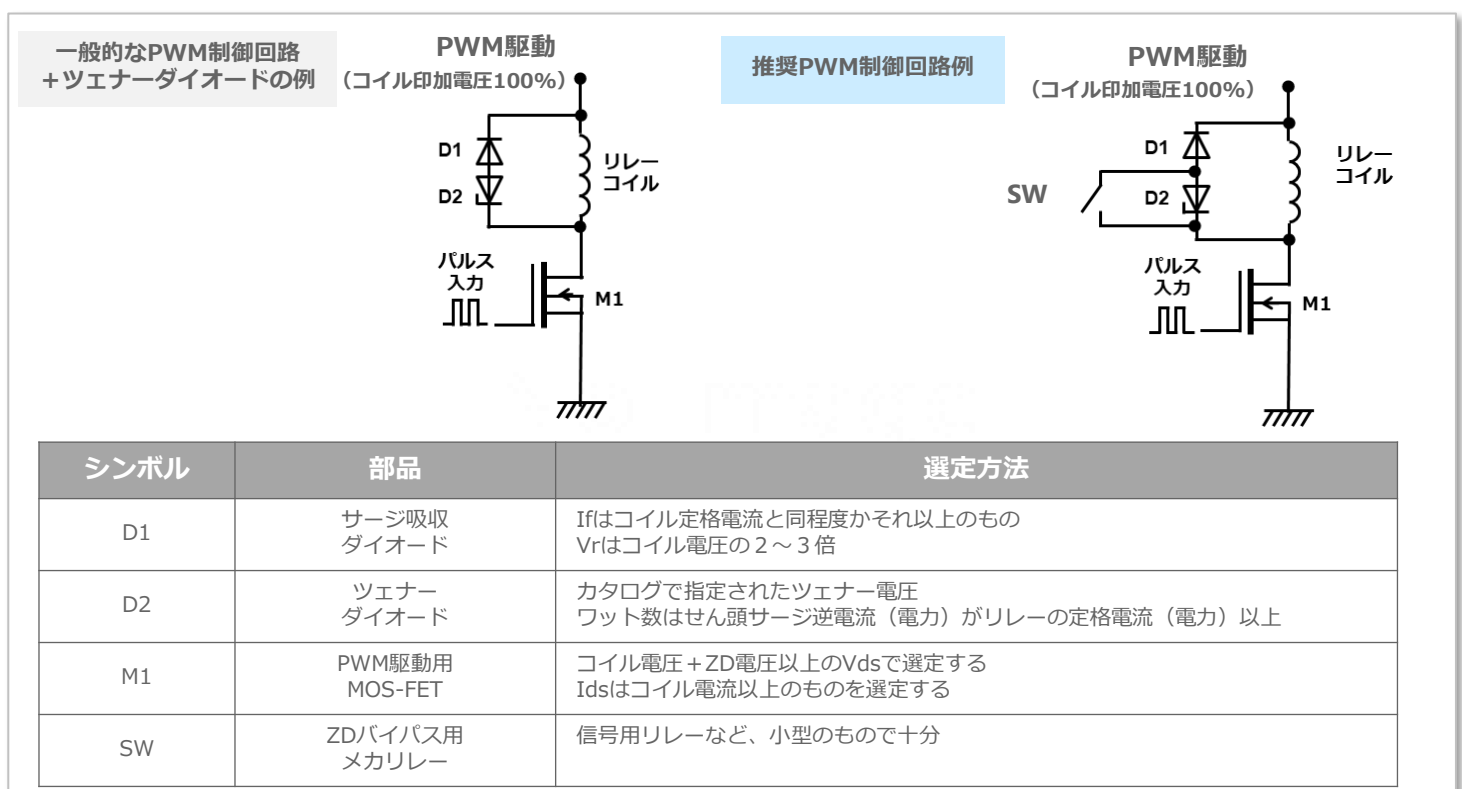 一般的なPWM制御回路
+ツェナーダイオードの例
PWM駆動
(コイル印加電圧100%)
D1
D2
リレー
コイル
パルス
入力
M1
推奨PWM制御回路例
PWM駆動
(コイル印加電圧100%)
D1
D2
SW
リレー
コイル
パルス
入力
M1
シンボル 部品 選定方法
D1
サージ吸収
ダイオード
Ifはコイル定格電流と同程度かそれ以上のもの
Vrはコイル電圧の2~3倍
D2
ツェナー
ダイオード
カタログで指定されたツェナー電圧
ワット数はせん頭サージ逆電流(電力)がリレーの定格電流(電力)以上
M1
PWM駆動用
MOS-FET
コイル電圧+ZD電圧以上のVdsで選定する
Idsはコイル電流以上のものを選定する
SW
ZDバイパス用
メカリレー
信号用リレーなど、小型のもので十分